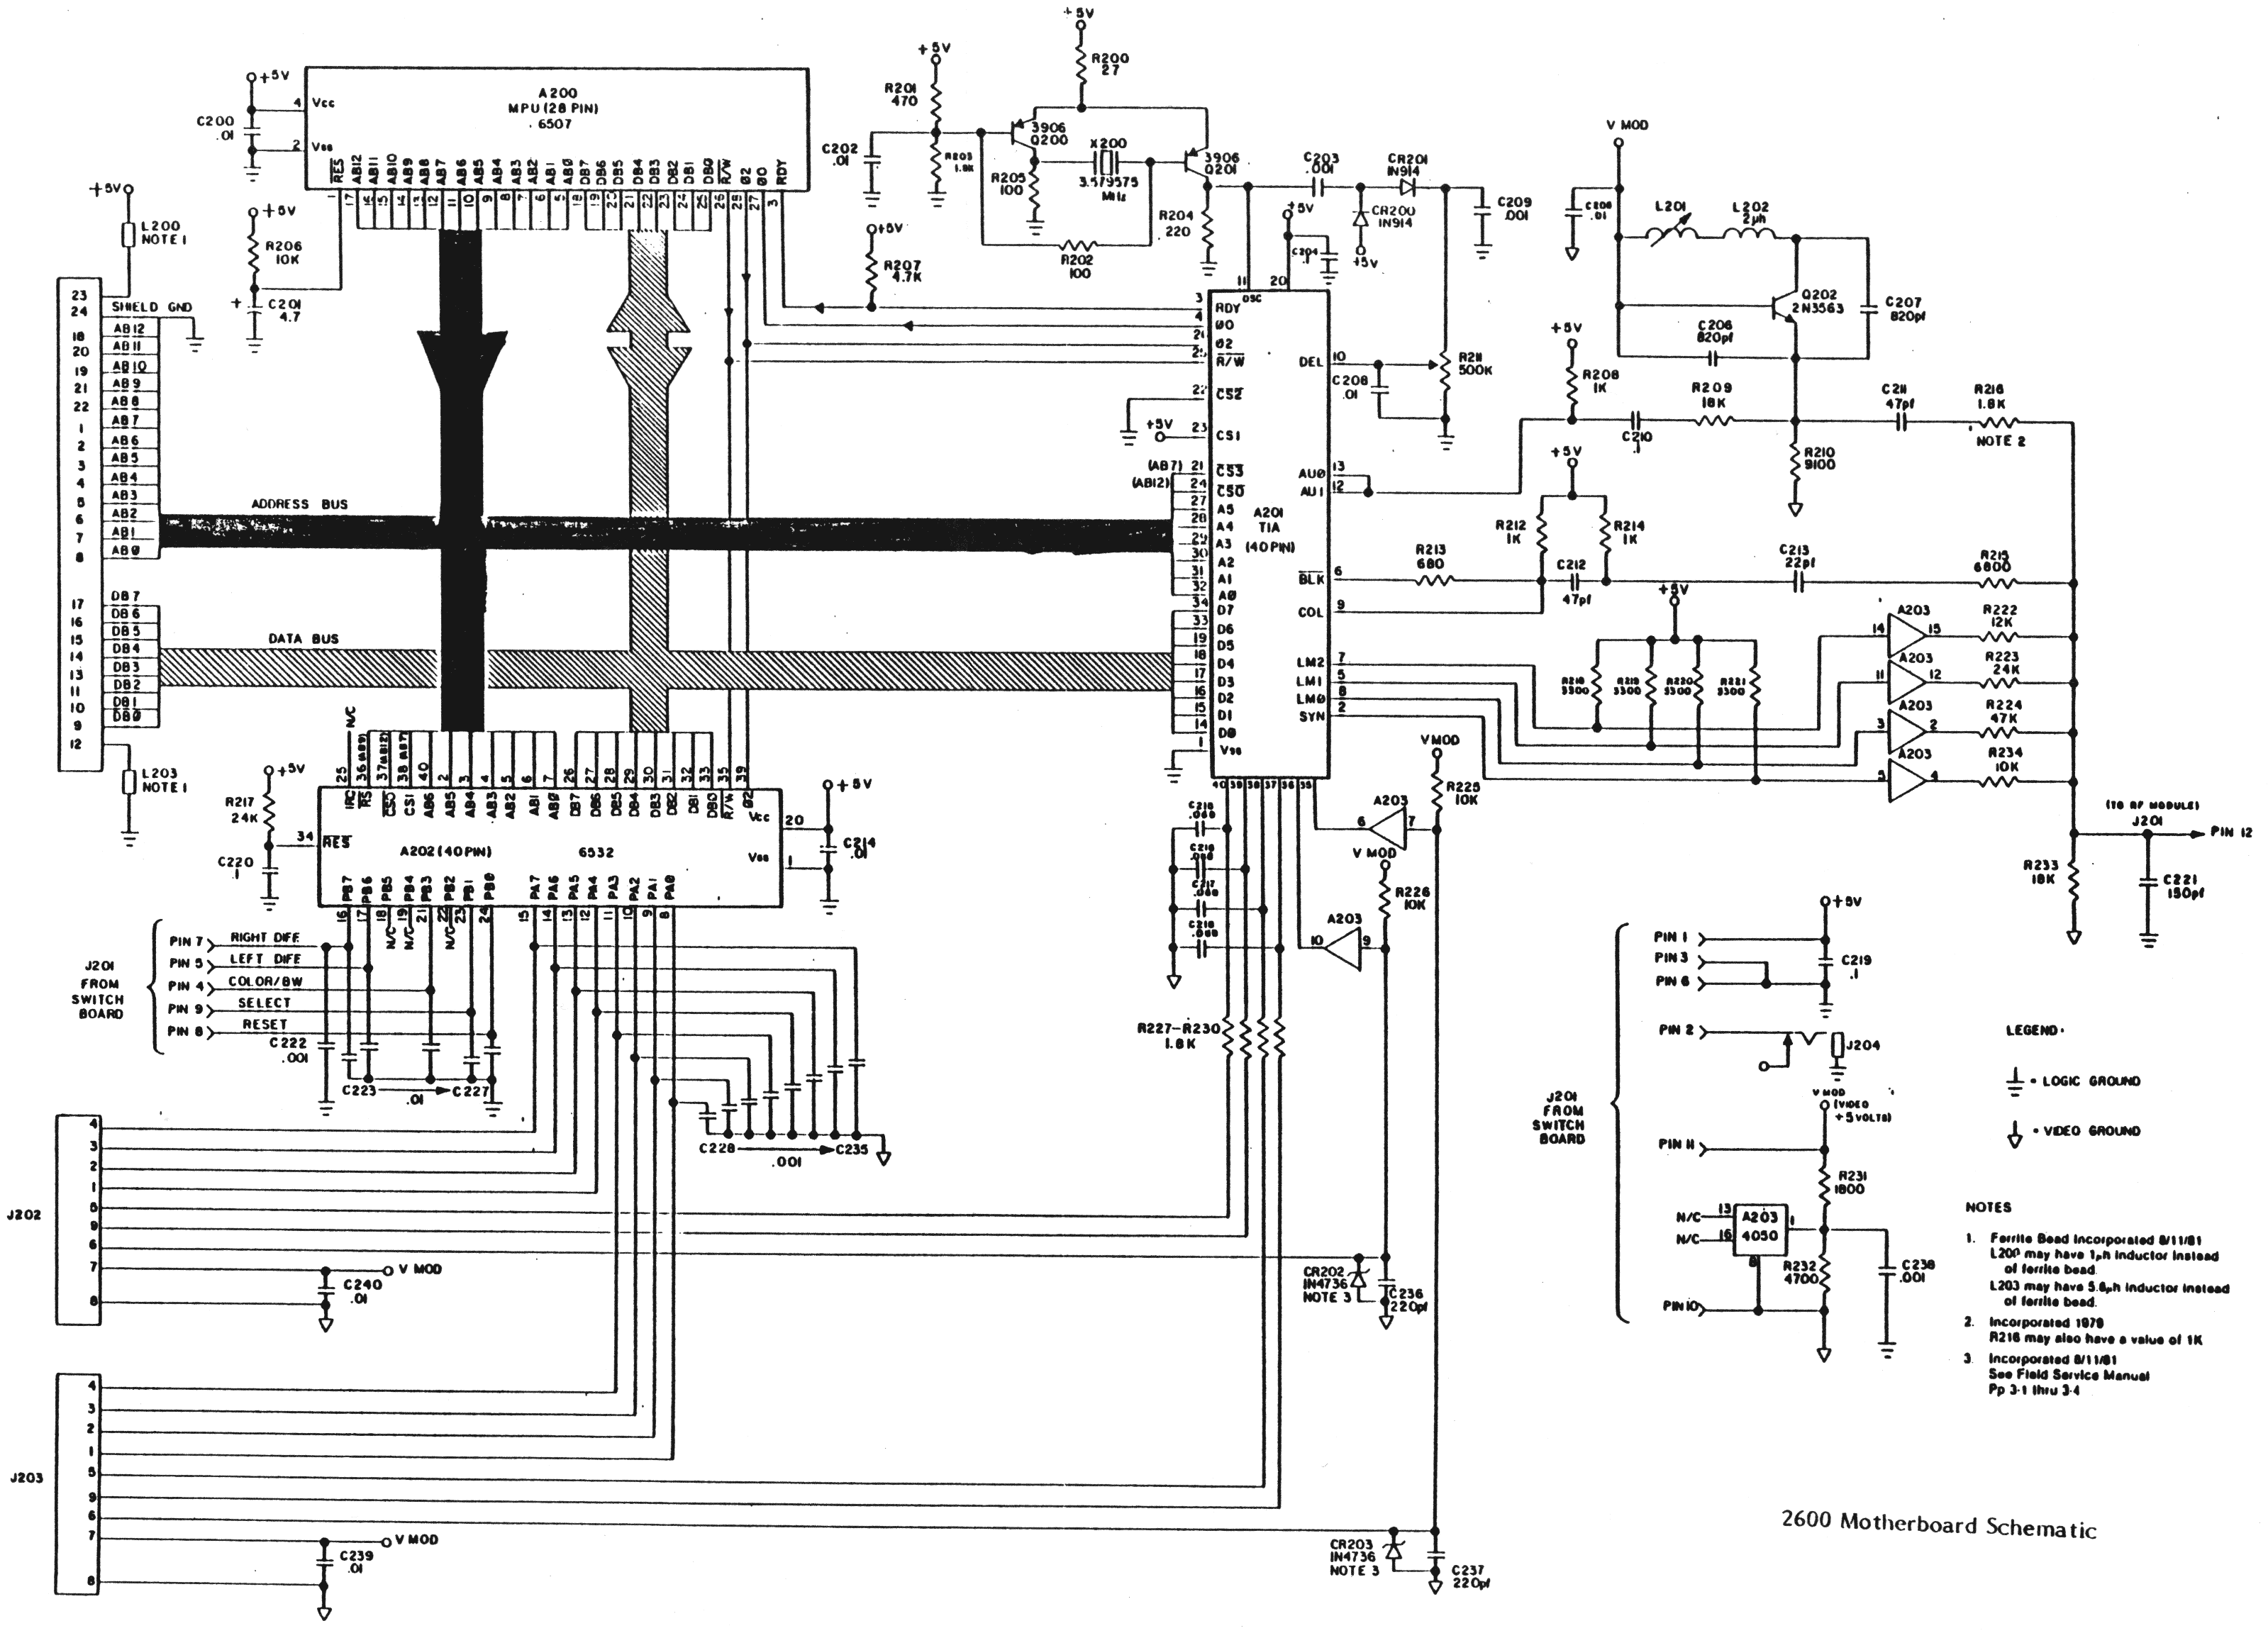 +5V
A200
MPU (28 PIN)
6507
4 Vcc
2 Vss
+5V
C200
.01
RES AB12 AB11 AB10 AB9 AB8 AB7 AB6 AB5 AB4 AB3 AB2 AB1 AB0 DB7 DB6 DB5 DB4 DB3 DB2 DB1 DB0 R/W Ø2 Ø0 RDY
1 17 16 15 14 13 12 11 10 9 8 7 6 5 18 19 20 21 22 23 24 25 26 28 27 3
+5V
R206
10K
C201
4.7
+5V
L200
NOTE 1
23
24 SHIELD GND
18 AB12
20 AB11
19 AB10
21 AB9
22 AB8
1 AB7
2 AB6
3 AB5
4 AB4
5 AB3
6 AB2
7 AB1
8 AB0
17 DB7
16 DB6
15 DB5
14 DB4
13 DB3
11 DB2
10 DB1
9 DB0
12
L203
NOTE 1
ADDRESS BUS
DATA BUS
+5V
R201
470
C202
.01
R203
1.8K
+5V
R200
27
3906
Q200
R205
100
X200
3.579575
MHz
3906
Q201
R202
100
R204
220
+5V
R207
4.7K
C203
.001
CR201
IN914
CR200
IN914
+5V
C209
.001
+5V
C204
.1
11 OSC
20
3 RDY
4 Ø0
26 Ø2
25 R/W
22 CS2
+5V
23 CS1
(AB7) 21 CS3
(AB12) 24 CS0
27 A5
28 A4
29 A3
30 A2
31 A1
32 A0
34 D7
33 D6
19 D5
18 D4
17 D3
16 D2
15 D1
14 D0
1 Vss
TIA
A201
(40 PIN)
DEL 10
AU0 13
AU1 12
BLK 6
COL 9
LM2 7
LM1 5
LM0 8
SYN 2
40 39 38 37 36 35
C208
.01
R211
500K
V MOD
C205
.01
L201
L202
2µh
Q202
2N3563
C207
820pf
C206
820pf
+5V
R208
1K
C210
.1
R209
18K
R210
9100
C211
47pf
R216
1.8K
NOTE 2
+5V
R212
1K
R214
1K
R213
680
C212
47pf
C213
22pf
R215
6800
+5V
R218
3300
R219
3300
R220
3300
R221
3300
14 A203 15
R222
12K
11 A203 12
R223
24K
3 A203 2
R224
47K
5 A203 4
R234
10K
(TO RF MODULE)
J201
PIN 12
R233
18K
C221
150pf
V MOD
R225
10K
6 A203 7
V MOD
R226
10K
10 A203 9
C215
.068
C216
.068
C217
.068
C218
.068
R227-R230
1.8K
N/C
25 36 (AB9) 37 (AB12) 38 (AB7) 40 2 3 4 5 6 7 26 27 28 29 30 31 32 33 35 39
IRQ RS CS0 CS1 AB6 AB5 AB4 AB3 AB2 AB1 AB0 DB7 DB6 DB5 DB4 DB3 DB2 DB1 DB0 R/W Ø2
+5V
R217
24K
34 RES
C220
.1
A202 (40 PIN) 6532
Vcc 20
Vss 1
+5V
C214
.01
PB7 PB6 PB5 PB4 PB3 PB2 PB1 PB0 PA7 PA6 PA5 PA4 PA3 PA2 PA1 PA0
16 17 18 19 21 22 23 24 15 14 13 12 11 10 9 8
N/C N/C N/C
J201
FROM
SWITCH
BOARD
PIN 7 RIGHT DIFF
PIN 5 LEFT DIFF
PIN 4 COLOR/BW
PIN 9 SELECT
PIN 8 RESET
C222
.001
C223 C227
.01
C228 C235
.001
J202
4
3
2
1
5
9
6
7 V MOD
C240
.01
8
J203
4
3
2
1
5
9
6
7 V MOD
C239
.01
8
CR202
IN4736
NOTE 3
C236
220pf
CR203
IN4736
NOTE 3
C237
220pf
J201
FROM
SWITCH
BOARD
+5V
PIN 1
PIN 3
PIN 6
C219
.1
PIN 2
J204
V MOD
(VIDEO
+5 VOLTS)
PIN 11
R231
1800
N/C 13
N/C 16
A203
4050
1
8
R232
4700
C238
.001
PIN 10
LEGEND:
• LOGIC GROUND
• VIDEO GROUND
NOTES
1. Ferrite Bead Incorporated 8/11/81
L200 may have 1µh inductor instead
of ferrite bead.
L203 may have 5.6µh inductor instead
of ferrite bead.
2. Incorporated 1979
R216 may also have a value of 1K
3. Incorporated 8/11/81
See Field Service Manual
Pp 3-1 thru 3-4
2600 Motherboard Schematic